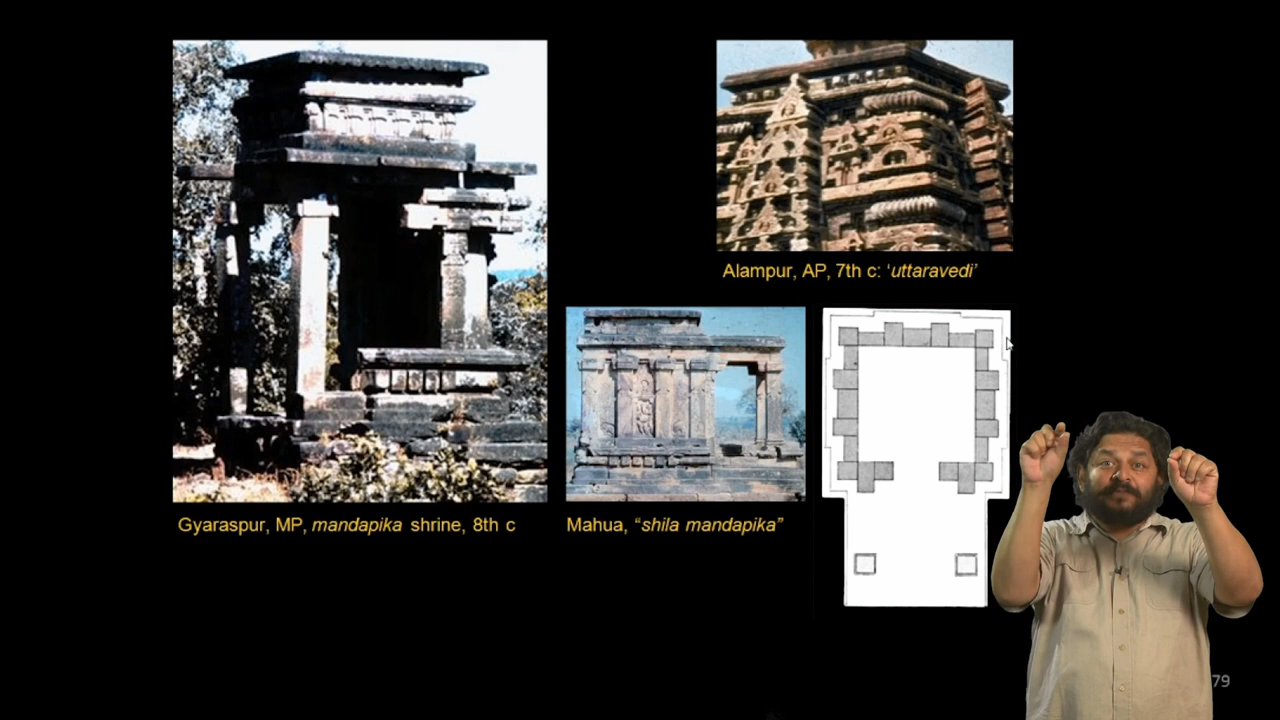 Alampur, AP, 7th c: ‘uttaravedi’
Gyaraspur, MP, mandapika shrine, 8th c
Mahua, “shila mandapika”
79